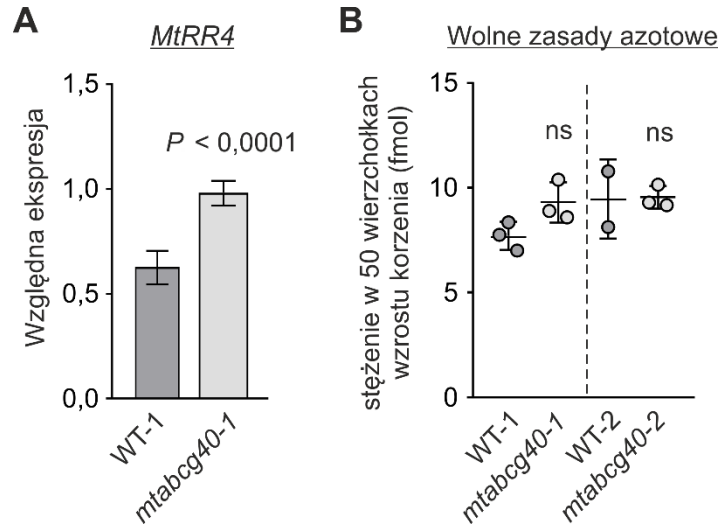 A
MtRR4
Względna ekspresja
1,5
1,0
0,5
0,0
P < 0,0001
WT-1
mtabcg40-1
B
Wolne zasady azotowe
stężenie w 50 wierzchołkach
wzrostu korzenia (fmol)
15
10
5
0
ns
ns
WT-1
mtabcg40-1
WT-2
mtabcg40-2